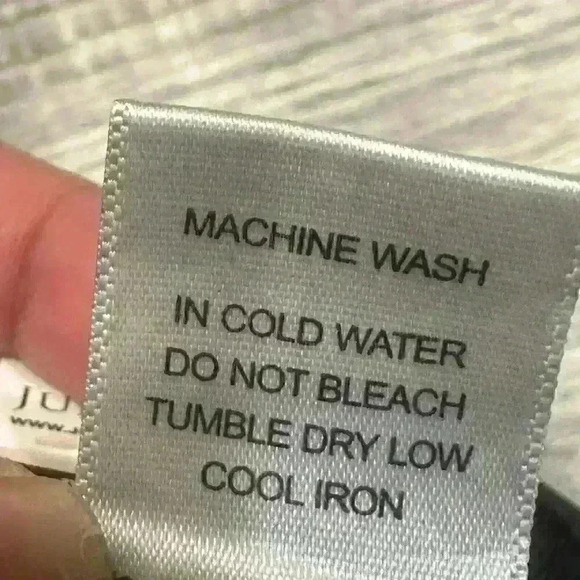 MACHINE WASH
IN COLD WATER
DO NOT BLEACH
TUMBLE DRY LOW
COOL IRON